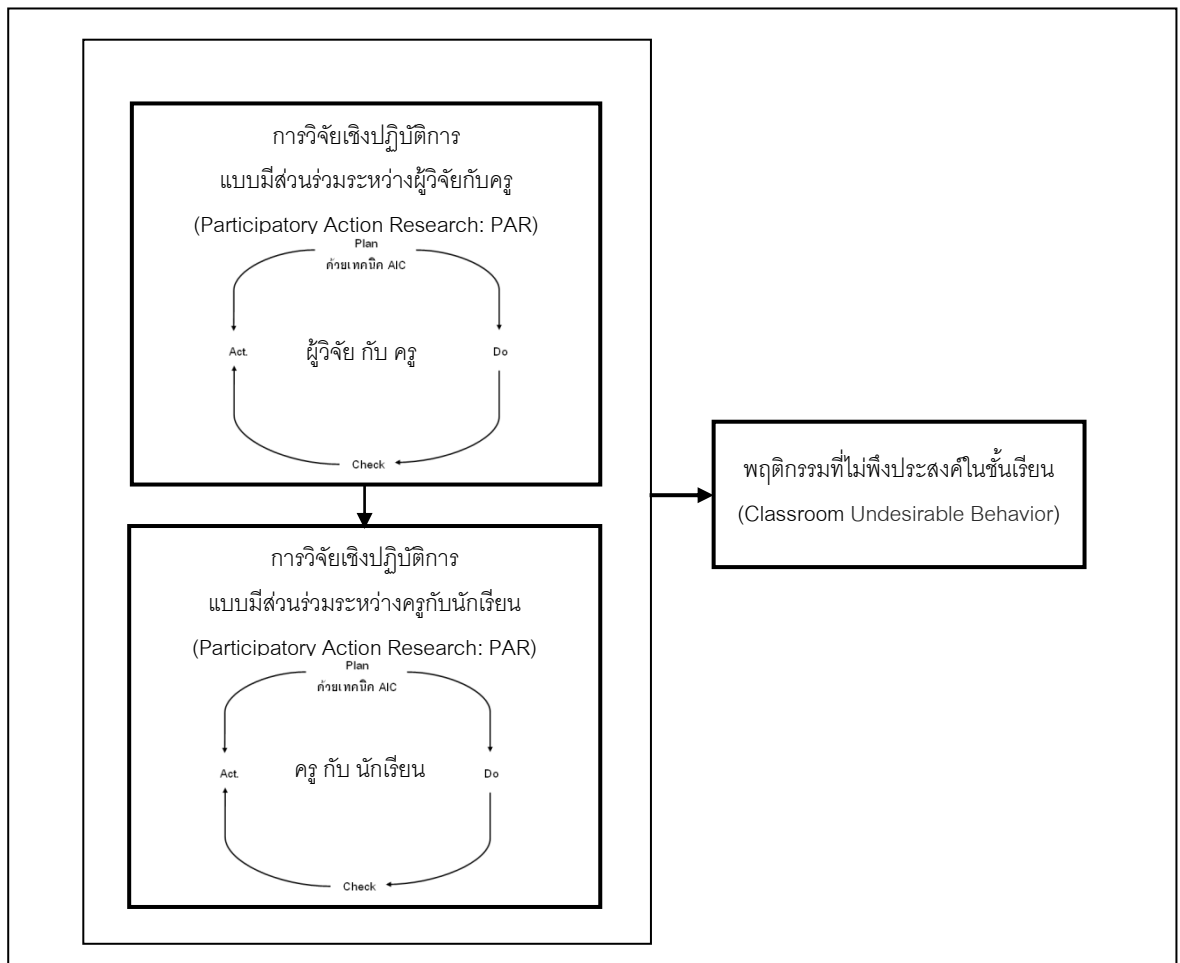 การวิจัยเชิงปฏิบัติการ
แบบมีส่วนร่วมระหว่างผู้วิจัยกับครู
(Participatory Action Research: PAR)
Plan
ด้วยเทคนิค AIC
Act.
ผู้วิจัย กับ ครู
Do
Check
พฤติกรรมที่ไม่พึงประสงค์ในชั้นเรียน
(Classroom Undesirable Behavior)
การวิจัยเชิงปฏิบัติการ
แบบมีส่วนร่วมระหว่างครูกับนักเรียน
(Participatory Action Research: PAR)
Plan
ด้วยเทคนิค AIC
Act.
ครู กับ นักเรียน
Do
Check